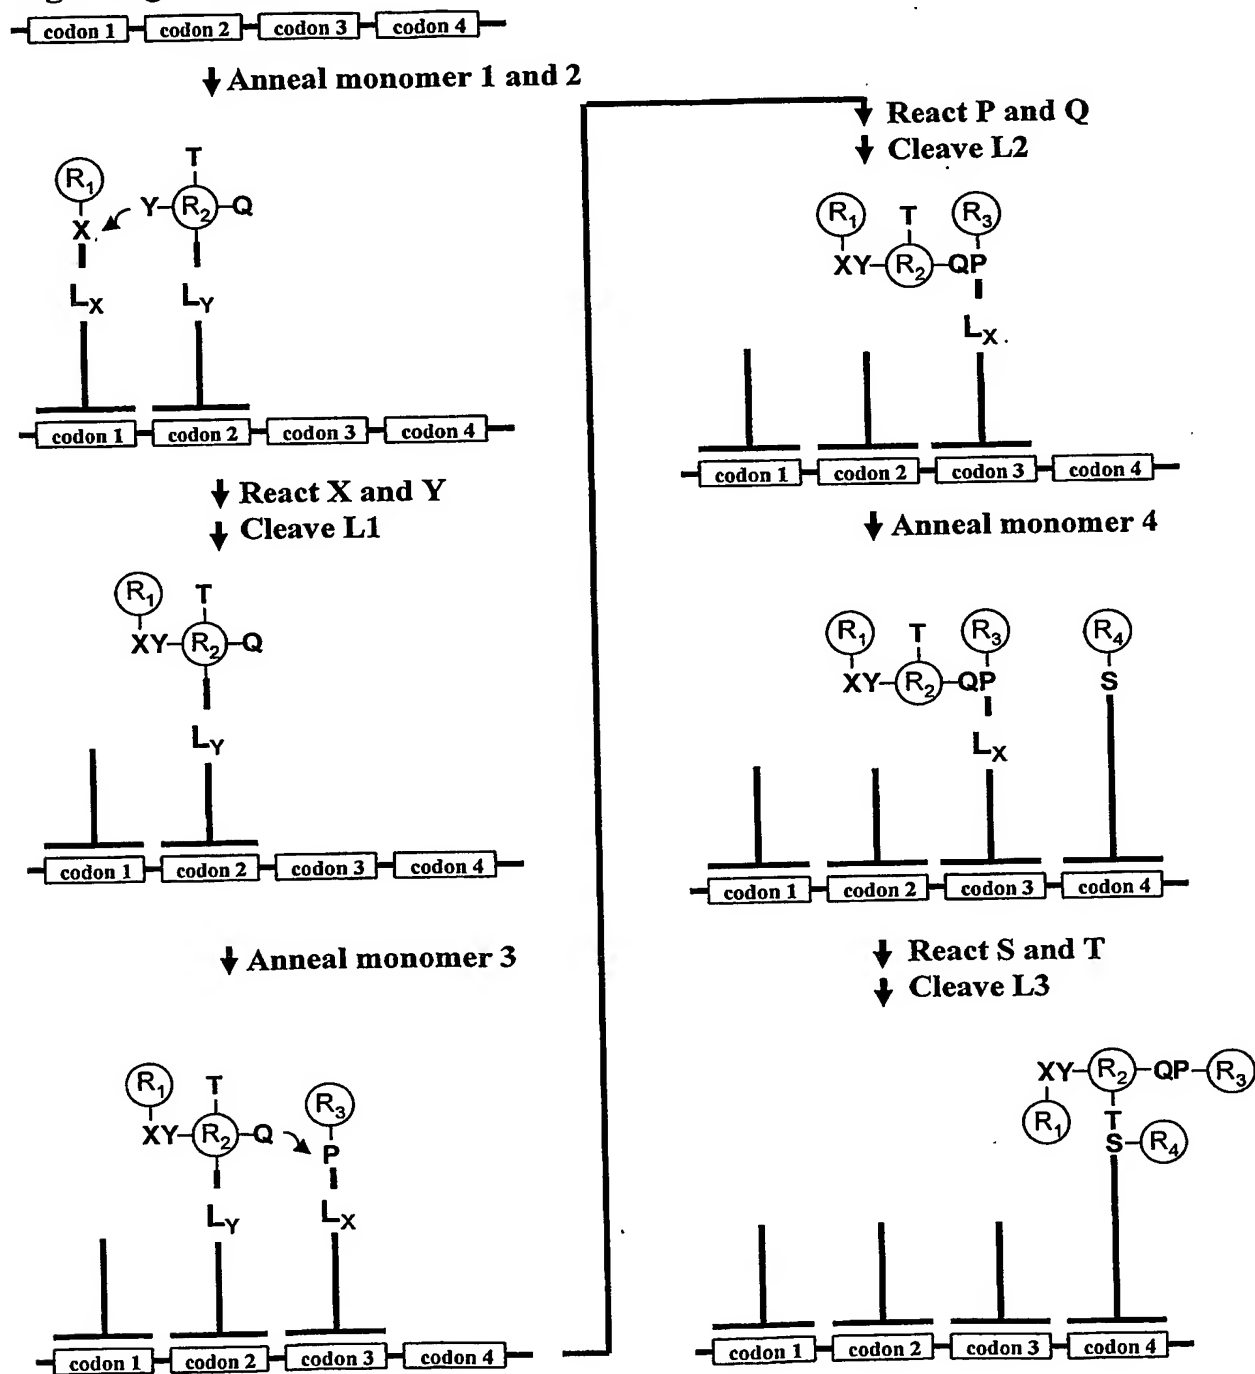 codon 1 codon 2 codon 3 codon 4
Anneal monomer 1 and 2
R1 T
X Y R2 Q
LX LY
codon 1 codon 2 codon 3 codon 4
React X and Y
Cleave L1
R1 T
XY R2 Q
LY
codon 1 codon 2 codon 3 codon 4
Anneal monomer 3
R1 T R3
XY R2 Q P
LY LX
codon 1 codon 2 codon 3 codon 4
React P and Q
Cleave L2
R1 T R3
XY R2 QP
LX
codon 1 codon 2 codon 3 codon 4
Anneal monomer 4
R1 T R3 R4
XY R2 QP S
LX
codon 1 codon 2 codon 3 codon 4
React S and T
Cleave L3
XY R2 QP R3
R1 T
S R4
codon 1 codon 2 codon 3 codon 4